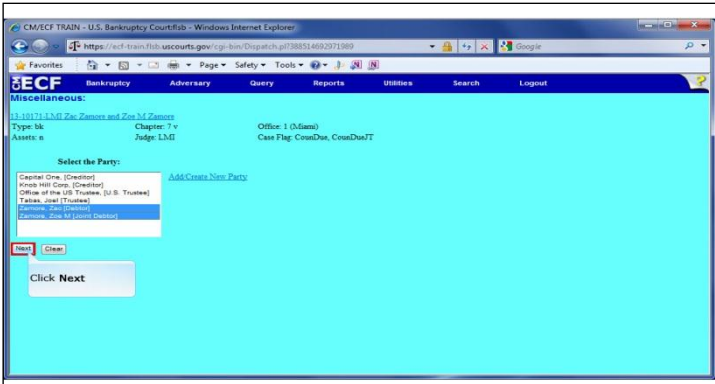 CM/ECF TRAIN - U.S. Bankruptcy Court:flsb - Windows Internet Explorer
https://ecf-train.flsb.uscourts.gov/cgi-bin/Dispatch.pl?388514692971989
Google
Favorites Page Safety Tools
ECF Bankruptcy Adversary Query Reports Utilities Search Logout ?
Miscellaneous:
13-10171-LMI Zac Zamora and Zoe M Zamora
Type: bk Chapter: 7 v Office: 1 (Miami)
Assets: n Judge: LMI Case Flag: CounDue, CounDueJT
Select the Party:
Capital One, [Creditor] Add/Create New Party
Knob Hill Corp, [Creditor]
Office of the US Trustee, [U.S. Trustee]
Tabas, Joel [Trustee]
Zamora, Zac [Debtor]
Zamora, Zoe M [Joint Debtor]
Next Clear
Click Next